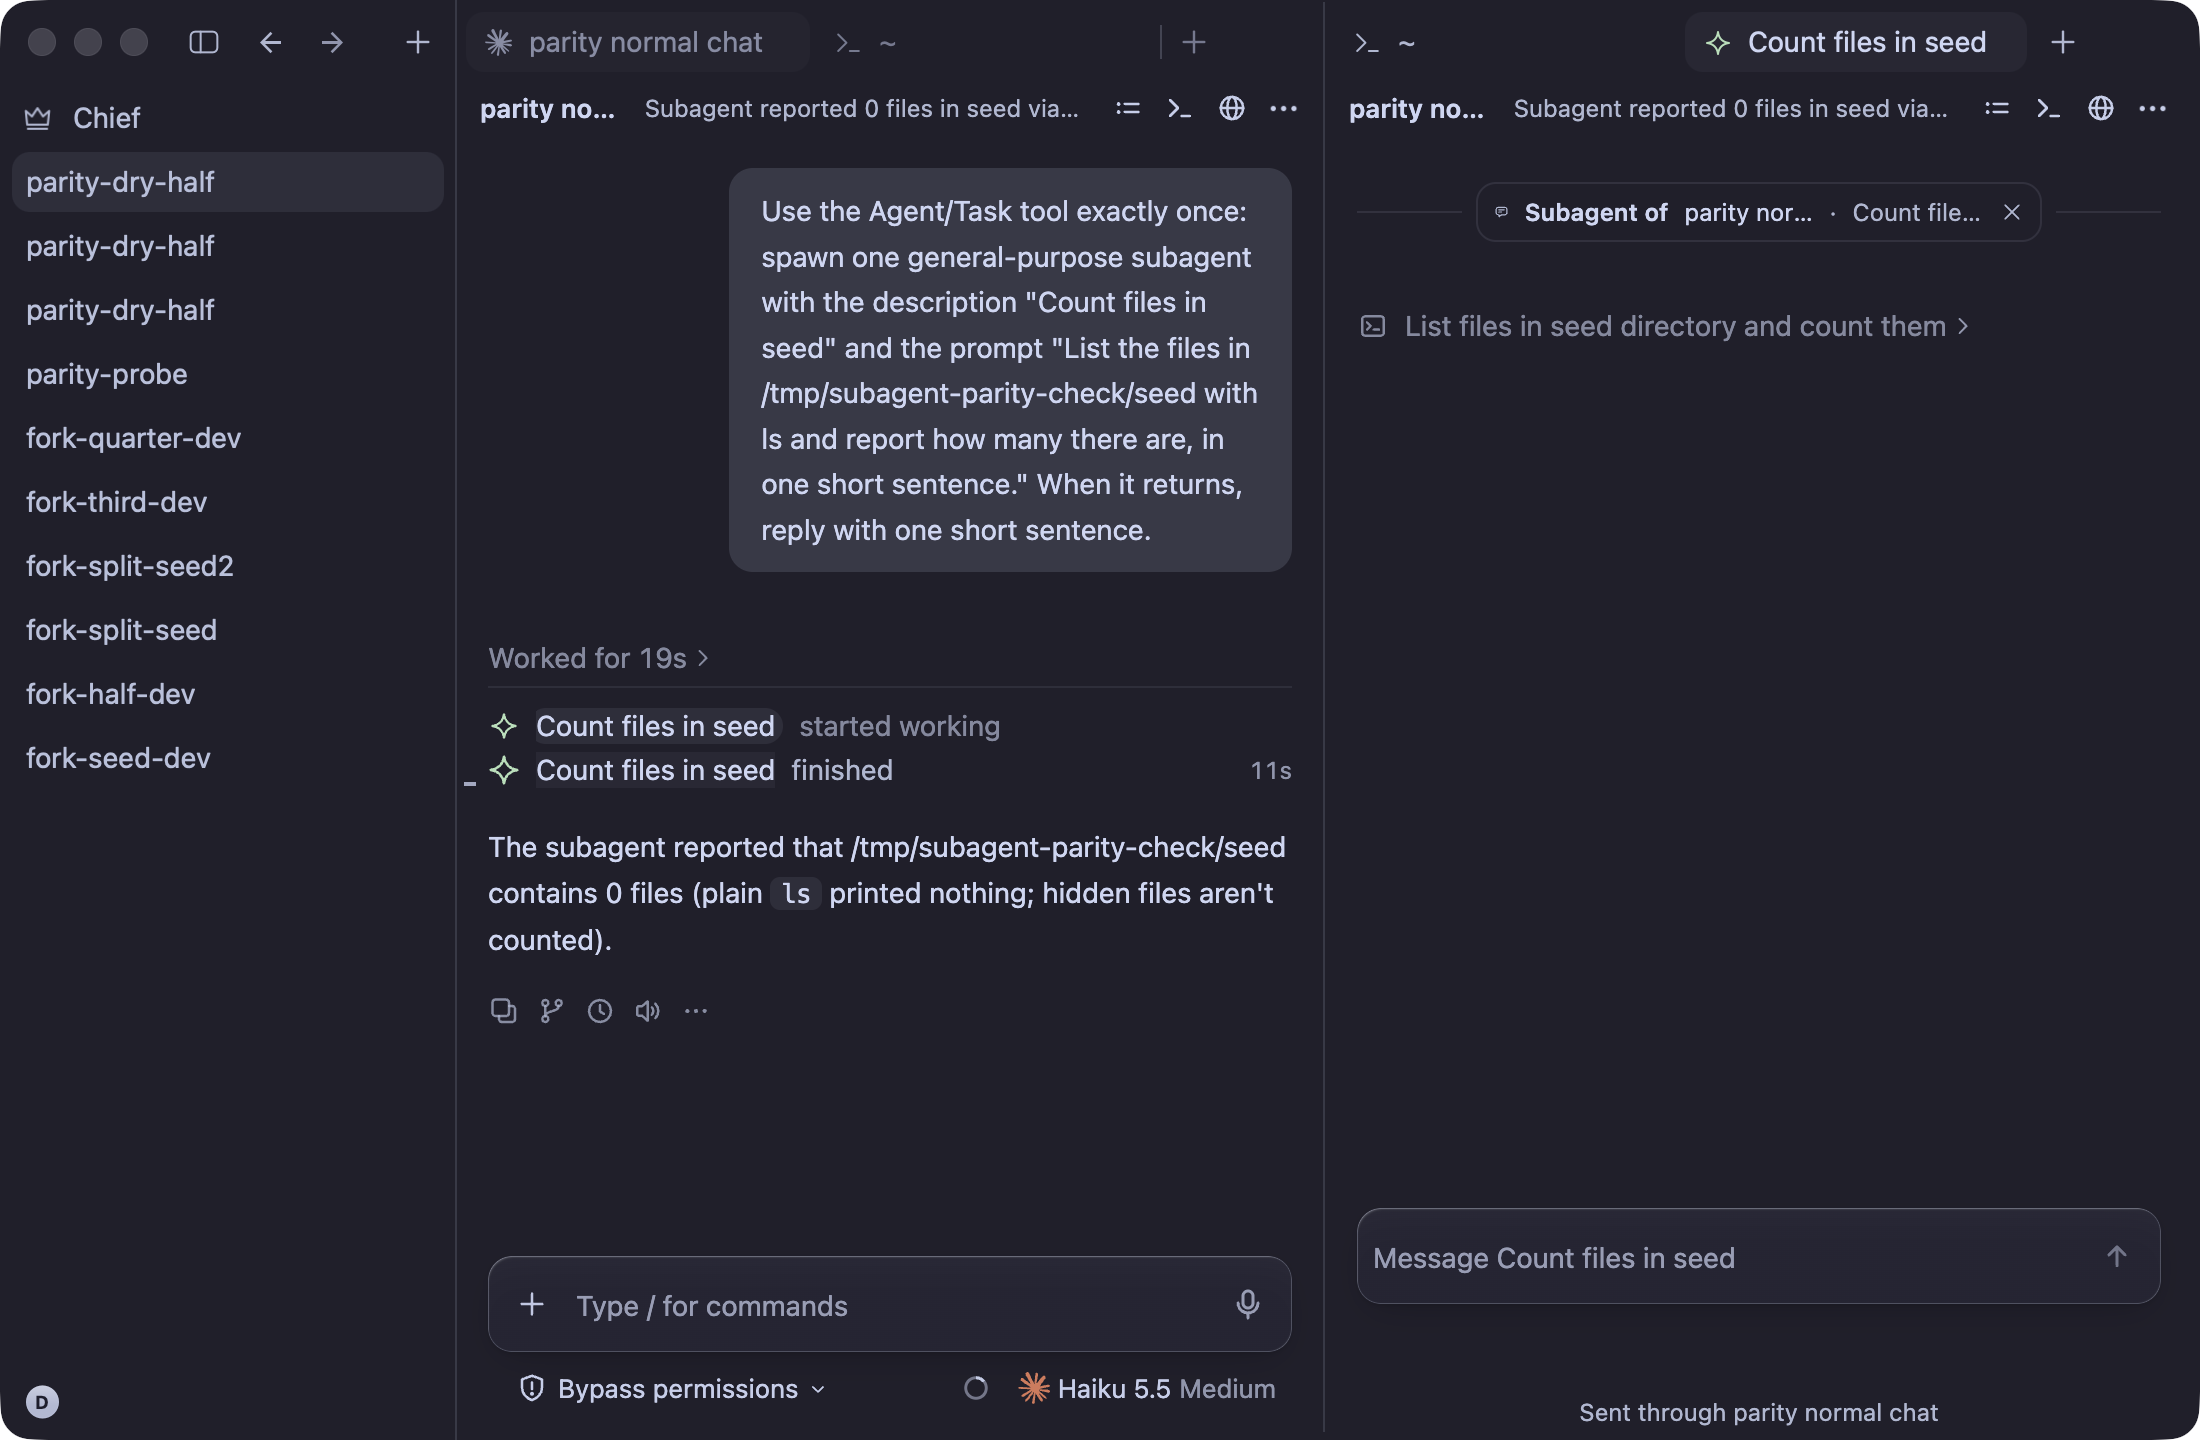 Chief
parity-dry-half
parity-dry-half
parity-dry-half
parity-probe
fork-quarter-dev
fork-third-dev
fork-split-seed2
fork-split-seed
fork-half-dev
fork-seed-dev
D
parity normal chat
>_ ~
parity no... Subagent reported 0 files in seed via...
Use the Agent/Task tool exactly once:
spawn one general-purpose subagent
with the description "Count files in
seed" and the prompt "List the files in
/tmp/subagent-parity-check/seed with
ls and report how many there are, in
one short sentence." When it returns,
reply with one short sentence.
Worked for 19s
Count files in seed started working
Count files in seed finished 11s
The subagent reported that /tmp/subagent-parity-check/seed
contains 0 files (plain ls printed nothing; hidden files aren't
counted).
Type / for commands
Bypass permissions
Haiku 5.5 Medium
>_ ~
Count files in seed
parity no... Subagent reported 0 files in seed via...
Subagent of parity nor... · Count file...
List files in seed directory and count them
Message Count files in seed
Sent through parity normal chat